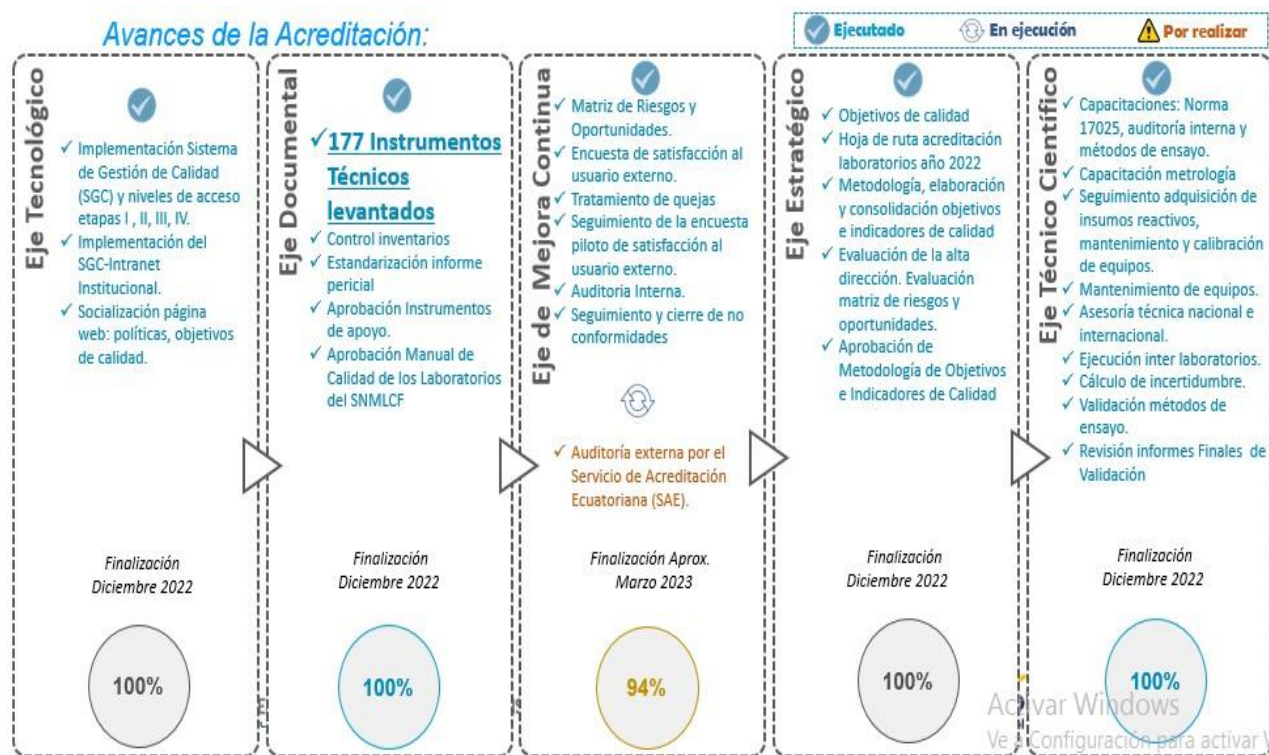 Avances de la Acreditación:
Ejecutado
En ejecución
Por realizar
Eje Tecnológico
✓ Implementación Sistema
de Gestión de Calidad
(SGC) y niveles de acceso
etapas I , II, III, IV.
✓ Implementación del
SGC-Intranet
Institucional.
✓ Socialización página
web: políticas, objetivos
de calidad.
Finalización
Diciembre 2022
100%
Eje Documental
✓ 177 Instrumentos
Técnicos
levantados
✓ Control inventarios
✓ Estandarización informe
pericial
✓ Aprobación Instrumentos
de apoyo.
✓ Aprobación Manual de
Calidad de los Laboratorios
del SNMLCF
Finalización
Diciembre 2022
100%
Eje de Mejora Continua
✓ Matriz de Riesgos y
Oportunidades.
✓ Encuesta de satisfacción al
usuario externo.
✓ Tratamiento de quejas
✓ Seguimiento de la encuesta
piloto de satisfacción al
usuario externo.
✓ Auditoria Interna.
✓ Seguimiento y cierre de no
conformidades
✓ Auditoría externa por el
Servicio de Acreditación
Ecuatoriana (SAE).
Finalización Aprox.
Marzo 2023
94%
Eje Estratégico
✓ Objetivos de calidad
✓ Hoja de ruta acreditación
laboratorios año 2022
✓ Metodología, elaboración
y consolidación objetivos
e indicadores de calidad
✓ Evaluación de la alta
dirección. Evaluación
matriz de riesgos y
oportunidades.
✓ Aprobación de
Metodología de Objetivos
e Indicadores de Calidad
Finalización
Diciembre 2022
100%
Eje Técnico Científico
✓ Capacitaciones: Norma
17025, auditoría interna y
métodos de ensayo.
✓ Capacitación metrología
✓ Seguimiento adquisición de
insumos reactivos,
mantenimiento y calibración
de equipos.
✓ Mantenimiento de equipos.
✓ Asesoría técnica nacional e
internacional.
✓ Ejecución inter laboratorios.
✓ Cálculo de incertidumbre.
✓ Validación métodos de
ensayo.
✓ Revisión informes Finales de
Validación
Finalización
Diciembre 2022
100%
Activar Windows
Ve a Configuración para activar